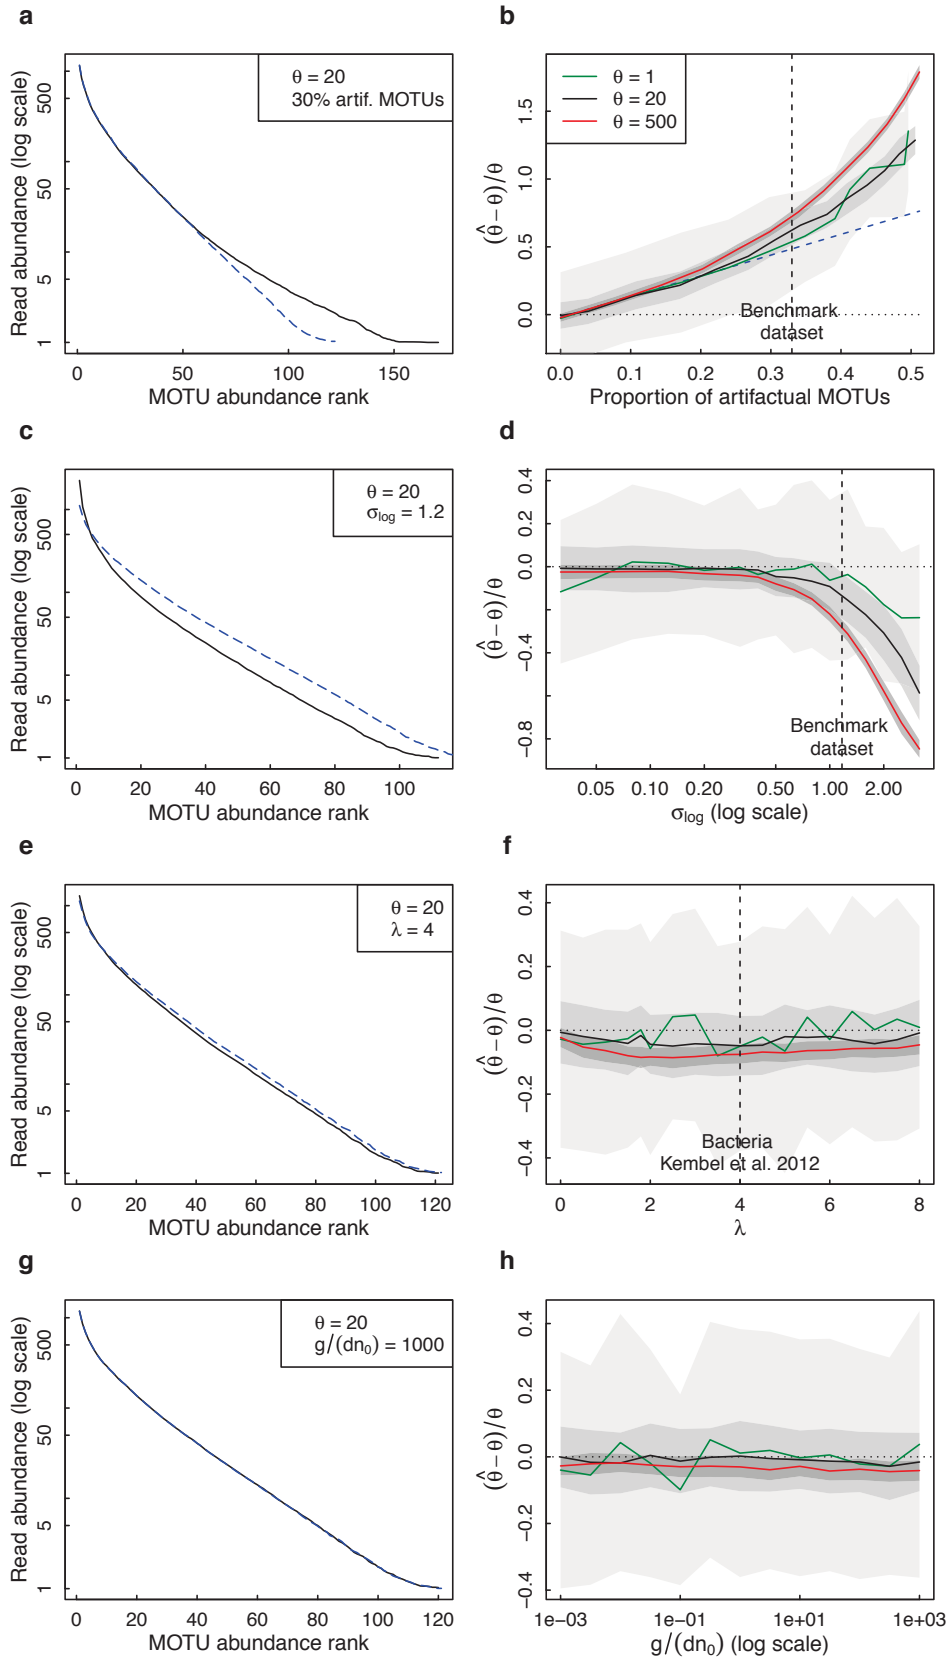 a
θ = 20
30% artif. MOTUs
Read abundance (log scale)
500
50
5
1
0
50
100
150
MOTU abundance rank
b
θ = 1
θ = 20
θ = 500
(θ̂ − θ)/θ
1.5
1.0
0.5
0.0
Benchmark
dataset
0.0
0.1
0.2
0.3
0.4
0.5
Proportion of artifactual MOTUs
c
θ = 20
σlog = 1.2
Read abundance (log scale)
500
50
5
1
0
20
40
60
80
100
MOTU abundance rank
d
(θ̂ − θ)/θ
0.4
0.2
0.0
−0.4
−0.8
Benchmark
dataset
0.05
0.10
0.20
0.50
1.00
2.00
σlog (log scale)
e
θ = 20
λ = 4
Read abundance (log scale)
500
50
5
1
0
20
40
60
80
100
120
MOTU abundance rank
f
(θ̂ − θ)/θ
0.4
0.2
0.0
−0.2
−0.4
Bacteria
Kembel et al. 2012
0
2
4
6
8
λ
g
θ = 20
g/(dn₀) = 1000
Read abundance (log scale)
500
50
5
1
0
20
40
60
80
100
120
MOTU abundance rank
h
(θ̂ − θ)/θ
0.4
0.2
0.0
−0.2
−0.4
1e−03
1e−01
1e+01
1e+03
g/(dn₀) (log scale)